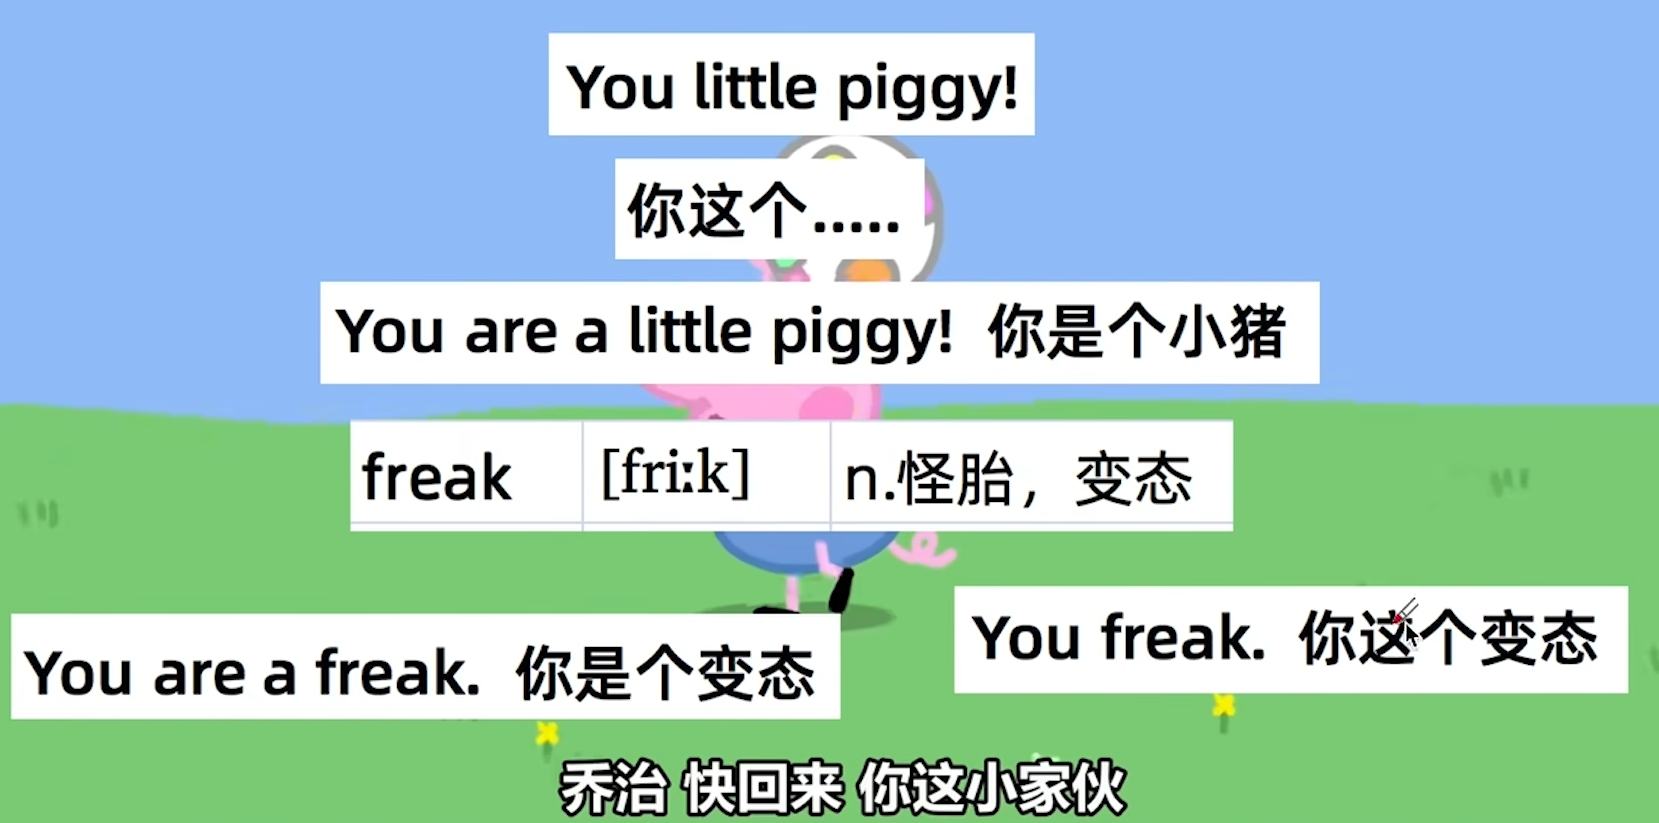 You little piggy!
你这个.....
You are a little piggy! 你是个小猪
freak [fri:k] n.怪胎，变态
You freak. 你这个变态
You are a freak. 你是个变态
乔治 快回来 你这小家伙